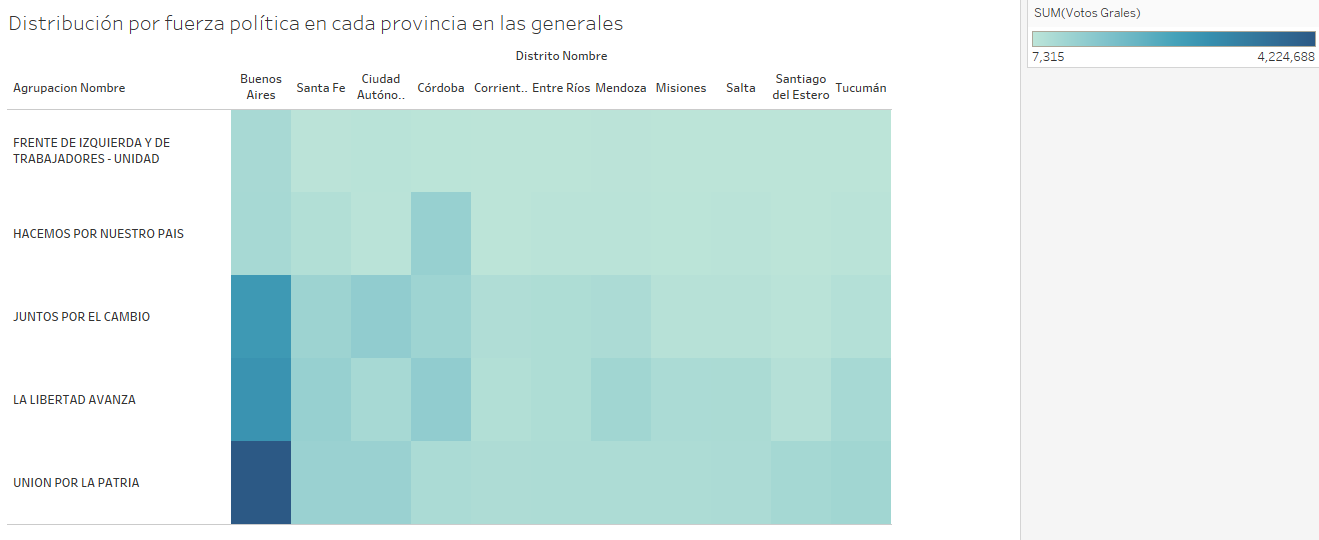 Distribución por fuerza política en cada provincia en las generales
SUM(Votos Grales)
7,315 4,224,688
Distrito Nombre
Agrupacion Nombre
Buenos Aires
Santa Fe
Ciudad Autóno..
Córdoba
Corrient..
Entre Ríos
Mendoza
Misiones
Salta
Santiago del Estero
Tucumán
FRENTE DE IZQUIERDA Y DE
TRABAJADORES - UNIDAD
HACEMOS POR NUESTRO PAIS
JUNTOS POR EL CAMBIO
LA LIBERTAD AVANZA
UNION POR LA PATRIA